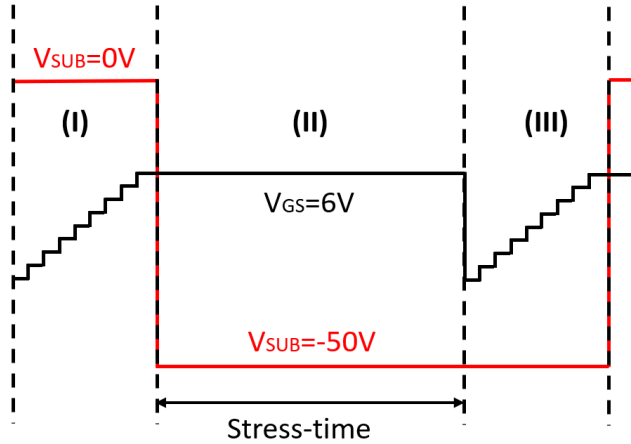 VSUB=0V
(I)
(II)
(III)
VGS=6V
VSUB=-50V
Stress-time